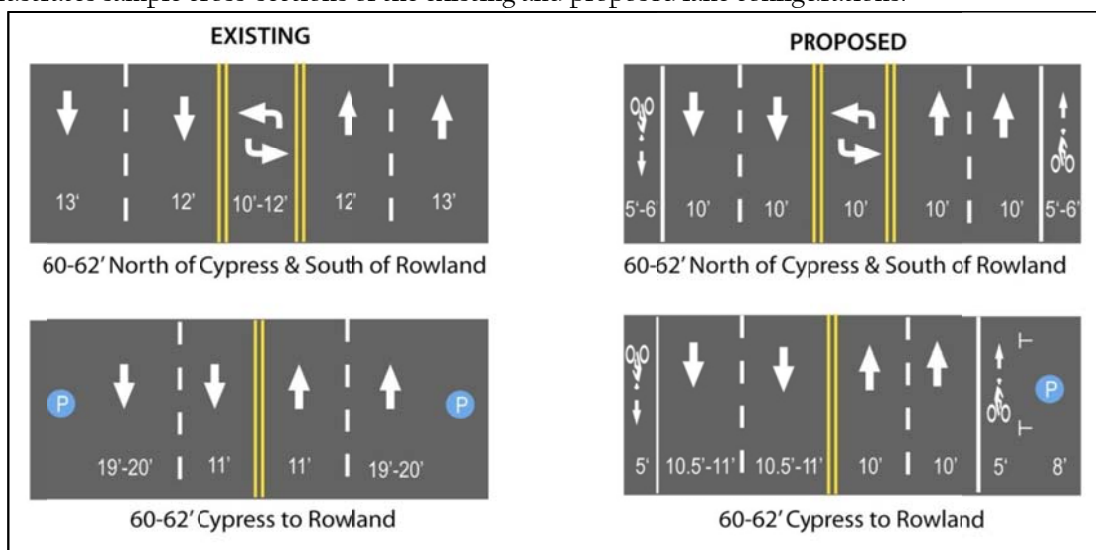 EXISTING
PROPOSED
13' 12' 10'-12' 12' 13'
5'-6' 10' 10' 10' 10' 10' 5'-6'
60-62' North of Cypress & South of Rowland
60-62' North of Cypress & South of Rowland
P P
P
19'-20' 11' 11' 19'-20'
5' 10.5'-11' 10.5'-11' 10' 10' 5' 8'
60-62' Cypress to Rowland
60-62' Cypress to Rowland